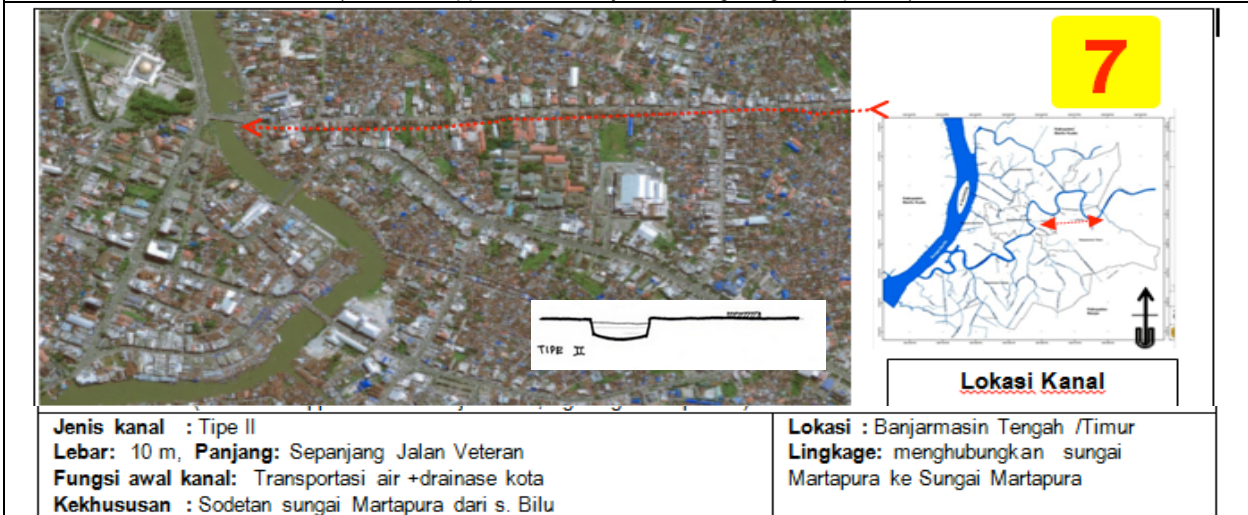 7
TIPE II
Lokasi Kanal
Jenis kanal : Tipe II
Lebar: 10 m, Panjang: Sepanjang Jalan Veteran
Fungsi awal kanal: Transportasi air +drainase kota
Kekhususan : Sodetan sungai Martapura dari s. Bilu
Lokasi : Banjarmasin Tengah /Timur
Lingkage: menghubungkan sungai
Martapura ke Sungai Martapura